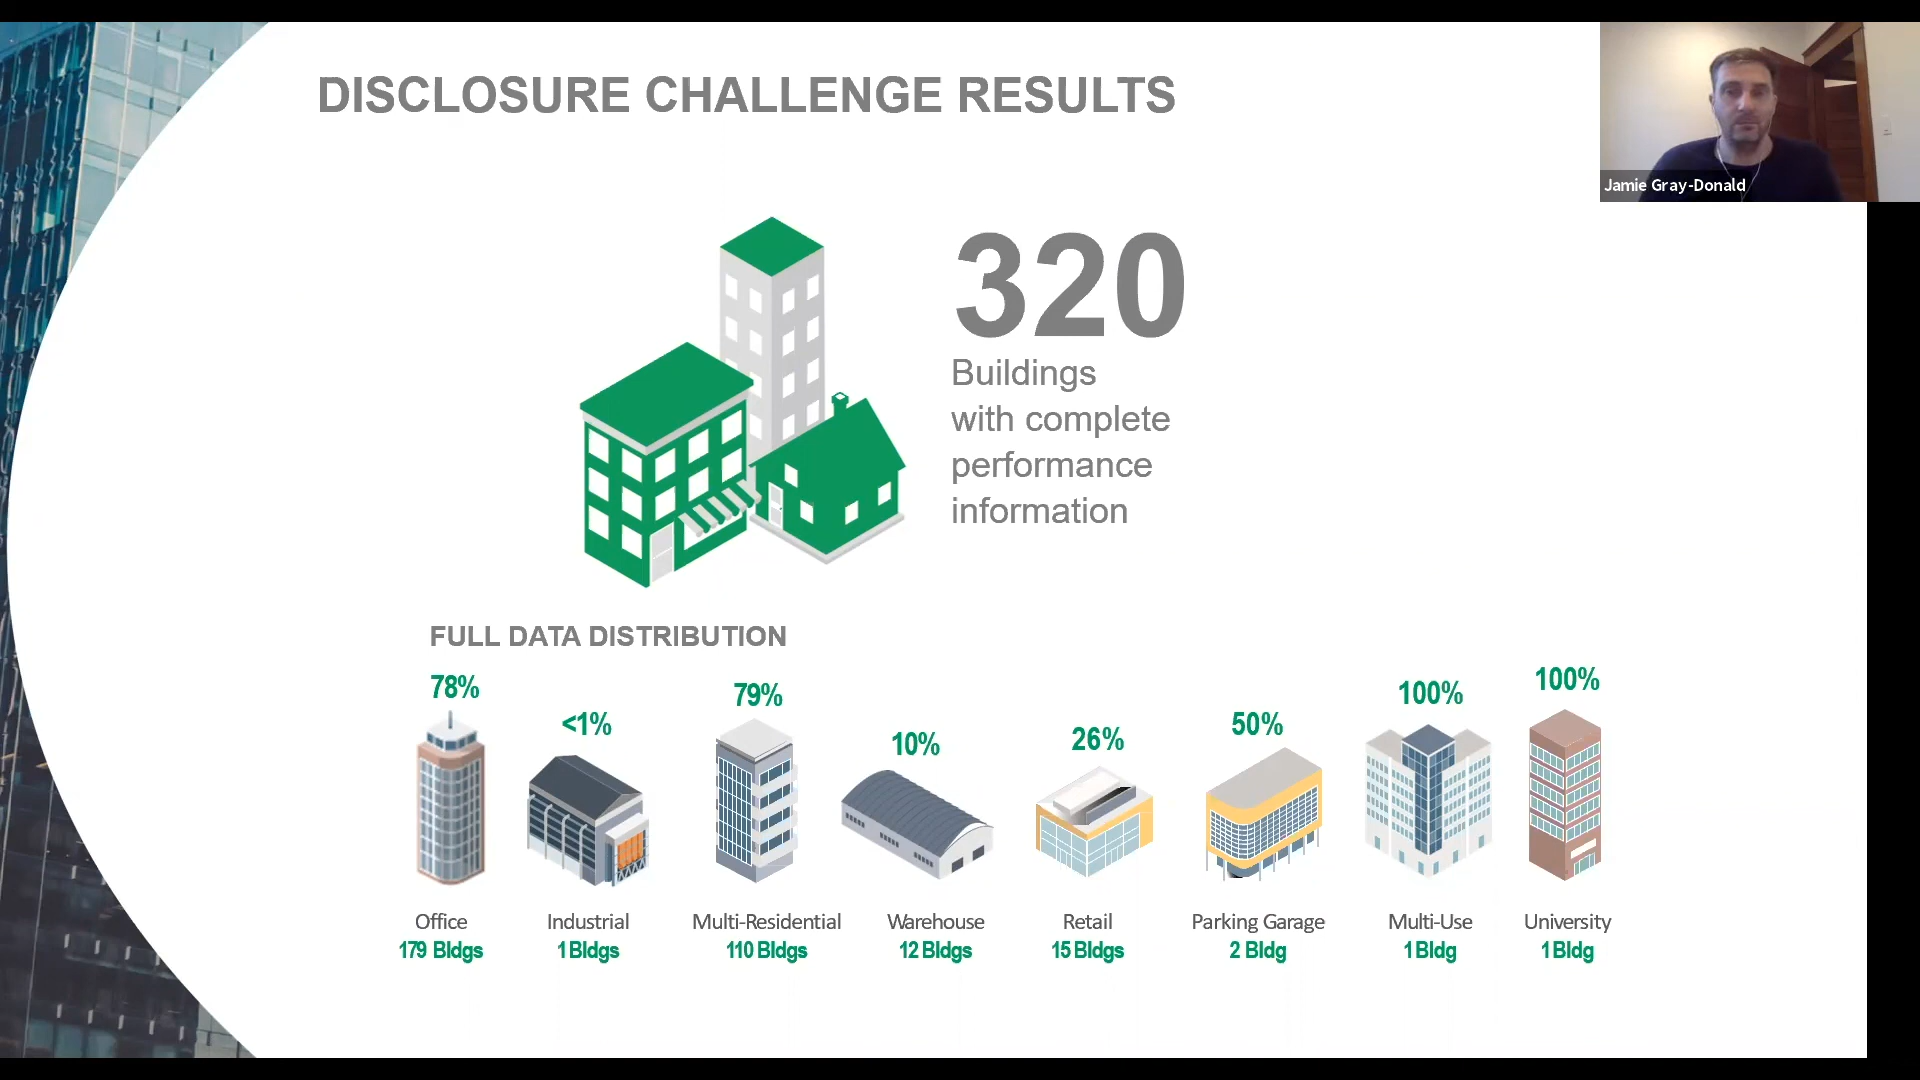 DISCLOSURE CHALLENGE RESULTS
Jamie Gray-Donald
320
Buildings
with complete
performance
information
FULL DATA DISTRIBUTION
78%
<1%
79%
10%
26%
50%
100%
100%
Office
179 Bldgs
Industrial
1 Bldgs
Multi-Residential
110 Bldgs
Warehouse
12 Bldgs
Retail
15 Bldgs
Parking Garage
2 Bldg
Multi-Use
1 Bldg
University
1 Bldg